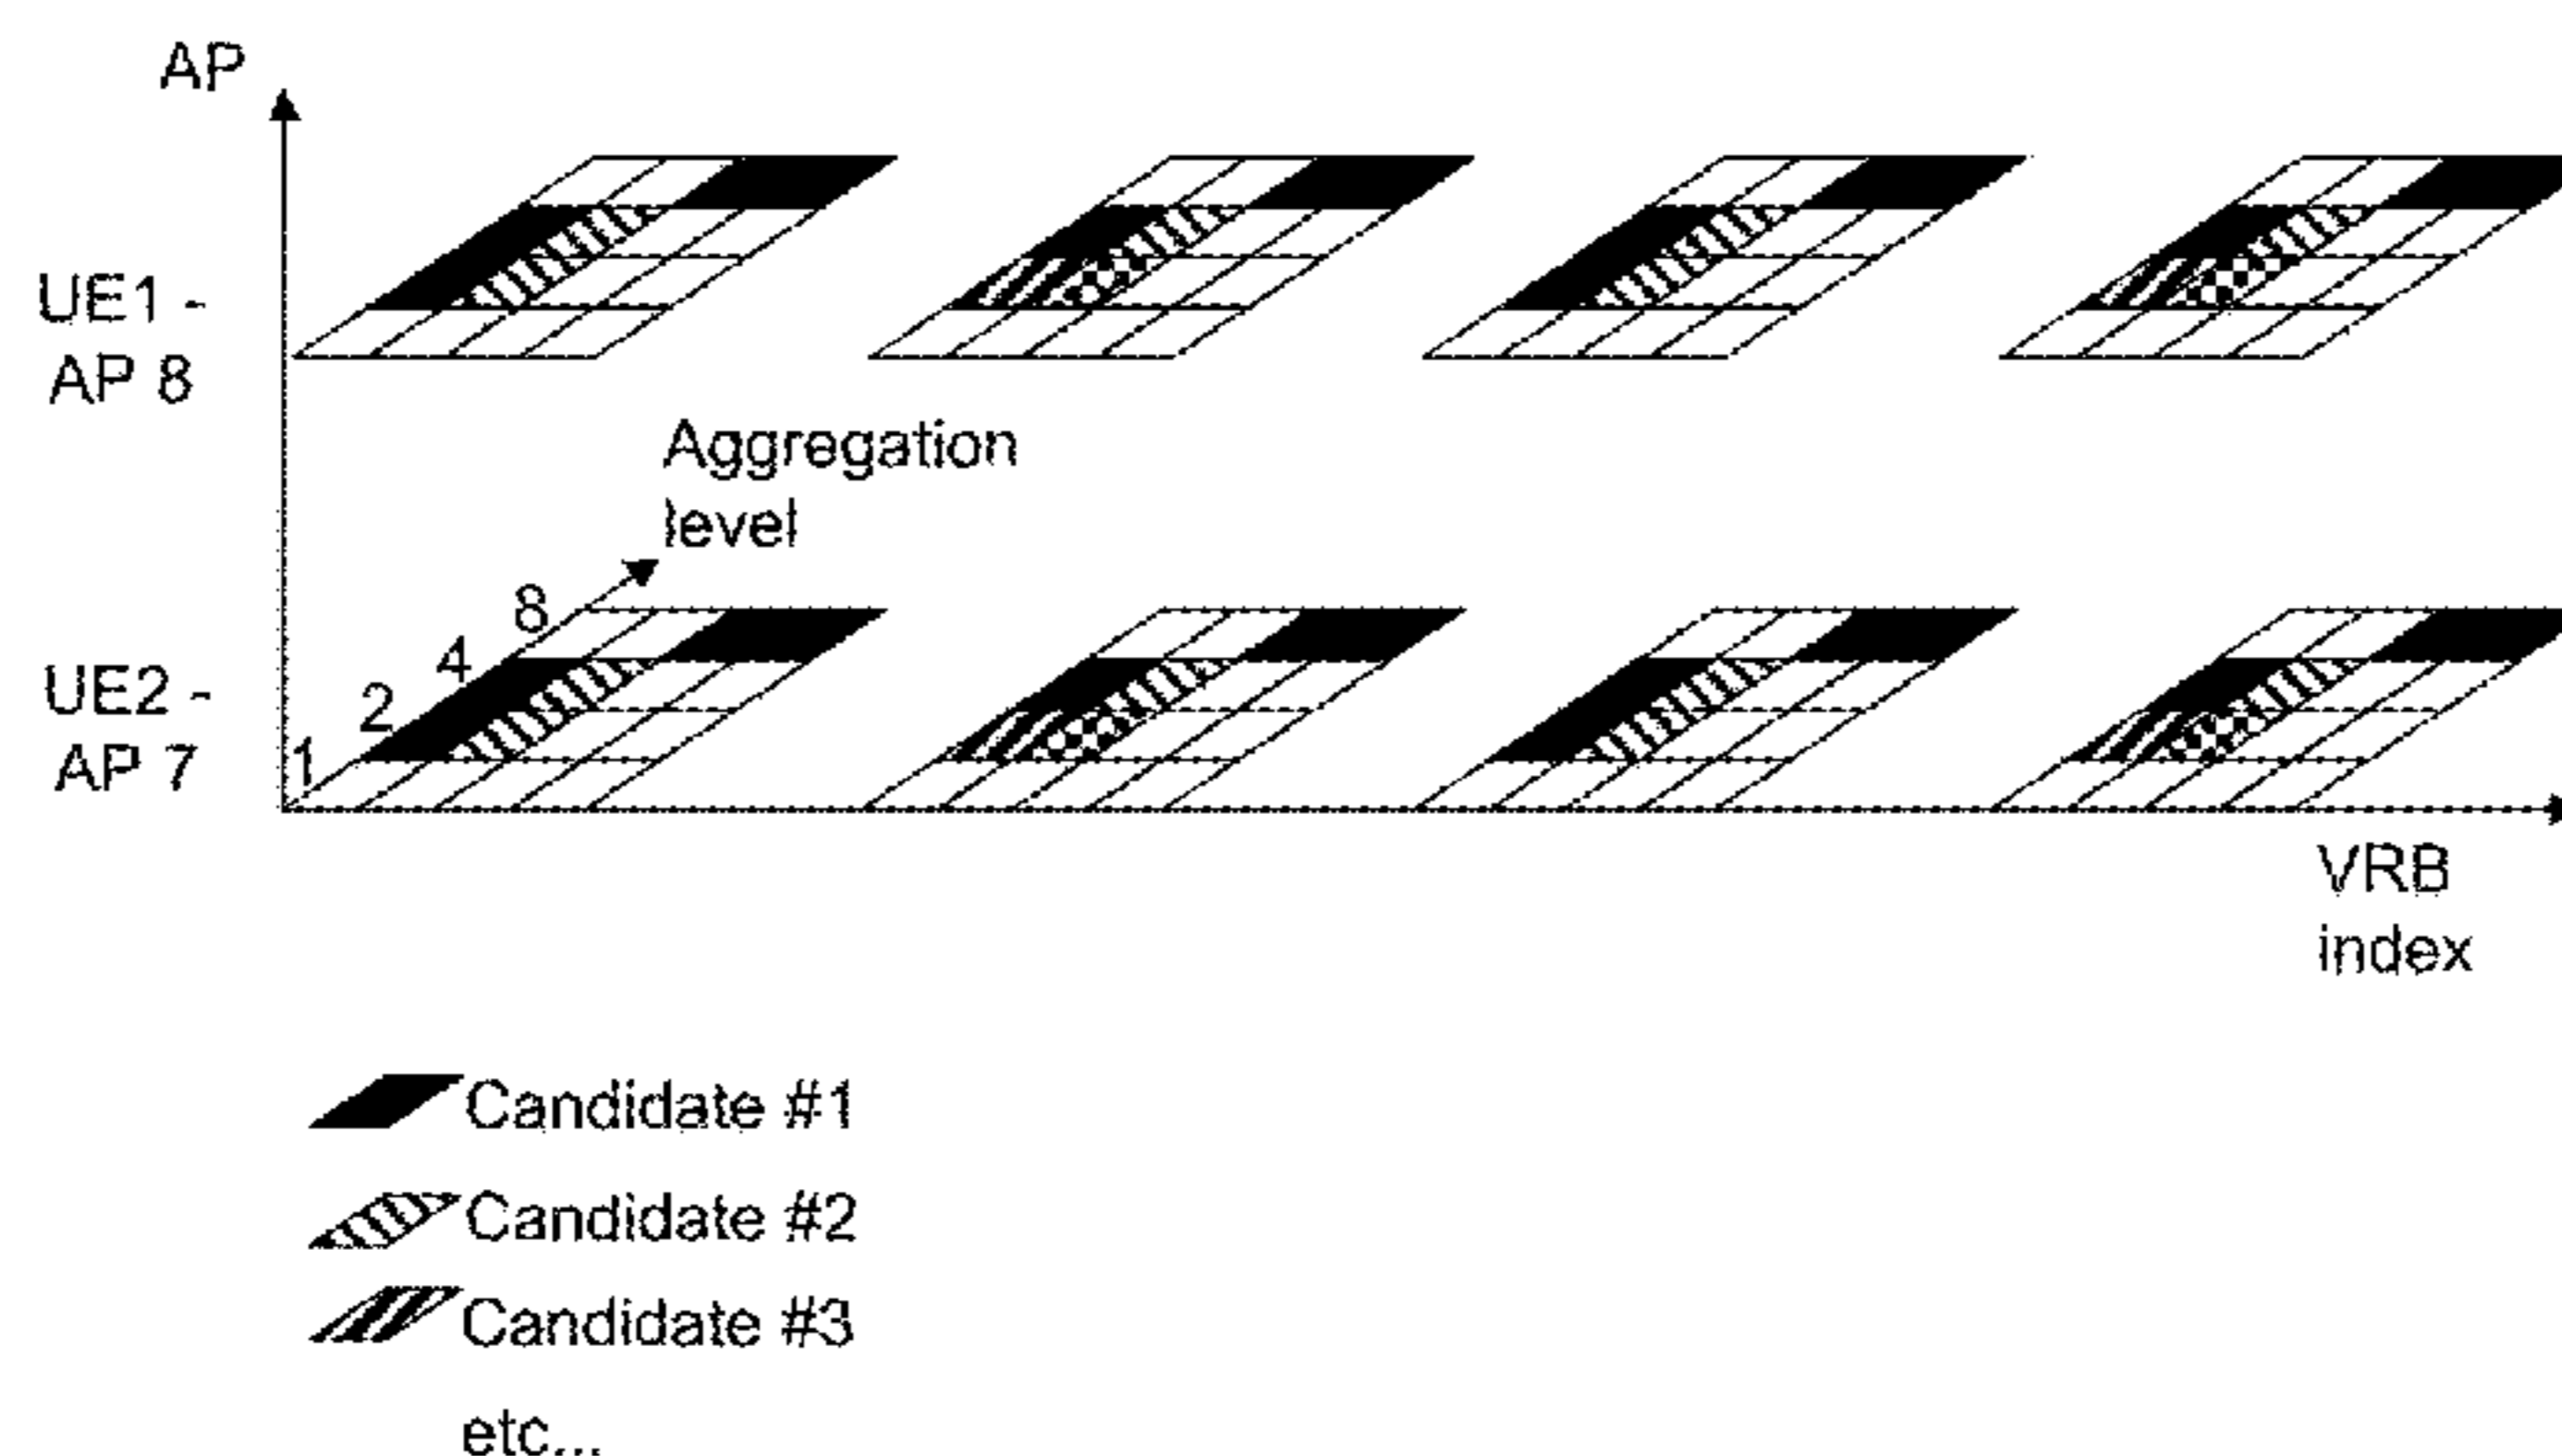 AP
UE1 -
AP 8
Aggregation
level
8
4
2
1
UE2 -
AP 7
VRB
index
Candidate #1
Candidate #2
Candidate #3
etc...